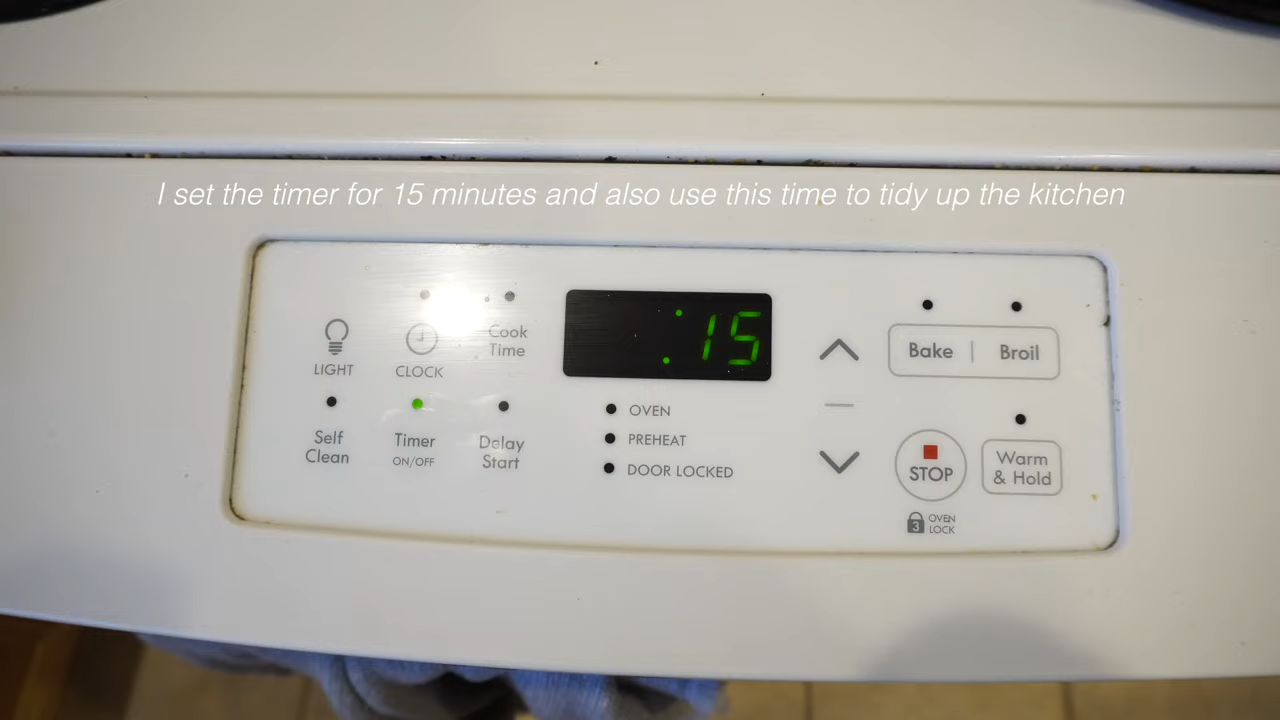 I set the timer for 15 minutes and also use this time to tidy up the kitchen
:15
LIGHT
CLOCK
Cook
Time
Self
Clean
Timer
ON/OFF
Delay
Start
OVEN
PREHEAT
DOOR LOCKED
Bake | Broil
STOP
Warm
& Hold
3
OVEN
LOCK